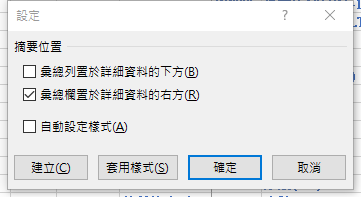 設定
?
摘要位置
彙總列置於詳細資料的下方(B)
彙總欄置於詳細資料的右方(R)
自動設定樣式(A)
建立(C) 套用樣式(S) 確定 取消